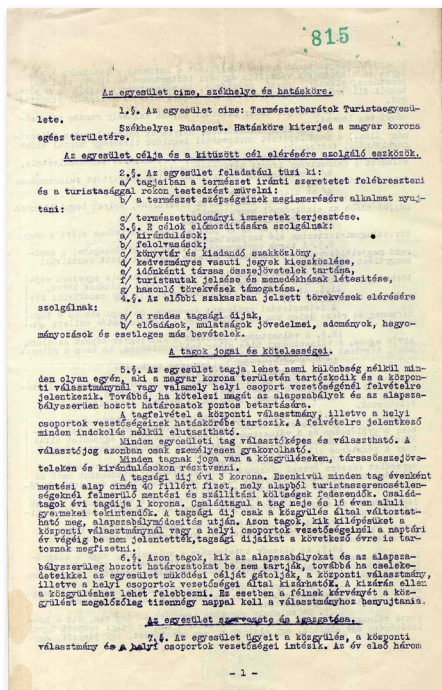 815
Az egyesület címe, székhelye és hatásköre.
1.§. Az egyesület címe: Természetbarátok Turistaegyesü-
lete.
Székhelye: Budapest. Hatásköre kiterjed a magyar korona
egész területére.
Az egyesület célja és a kitüzött cél elérésére szolgáló eszközök.
2.§. Az egyesület feladatául tüzi ki:
a/ tagjaiban a természet iránti szeretetet felébreszteni
és a turistasággal rokon testedzést müvelni:
b/ a természet szépségeinek megismerésére alkalmat nyuj-
tani:
c/ természettudományi ismeretek terjesztése.
3.§. E célok előmozditására szolgálnak:
a/ kirándulások;
b/ felolvasások;
c/ könyvtár és kiadandó szakközlöny,
d/ kedvezményes vasuti jegyek kieszközlése,
e/ időnkénti társas összejövetelek tartása,
f/ turistautak jelzése és menedékházak létesitése,
g/ hasonló törekvések támogatása.
4.§. Az előbbi szakaszban jelzett törekvések elérésére
szolgálnak:
a/ a rendes tagsági dijak,
b/ előadások, mulatságok jövedelmei, adományok, hagyo-
mányozások és esetleges más bevételek.
A tagok jogai és kötelességei.
5.§. Az egyesület tagja lehet nemi különbség nélkül min-
den olyan egyén, aki a magyar korona területén tartózkodik és a közpon-
ti választmánynál vagy valamely helyi csoport vezetőségénél felvételre
jelentkezik. Továbbá, ha kötelezi magát az alapszabályok és az alapsza-
bályszerüen hozott határozatok pontos betartására.
A tagfelvétel a központi választmány, illetve a helyi
csoportok vezetőségeinek hatáskörébe tartozik. A felvételre jelentkező
minden indokolás nélkül elutasitható.
Minden egyesületi tag választóképes és választható. A
választójog azonban csak személyesen gyakorolható.
Minden tagnak joga van a közgyüléseken, társasösszejöve-
teleken és kirándulásokon résztvenni.
A tagsági dij évi 3 korona. Ezenkivül minden tag évenként
mentési alap cimén 40 fillért fizet, mely alapból turistaszerencsétlen-
ségeknél felmerülő mentési és szállitási költségek fedezendők. Család-
tagok évi tagdija 1 korona. Családtagul a tag neje és 16 éven aluli
gyermekei tekintendők. A tagsági dij csak a közgyülés által változtat-
ható meg, alapszabálymódositás utján. Azon tagok, kik kilépésüket a
központi választmánynál vagy a helyi csoportok vezetőségeinél a naptári
év végéig be nem jelentették, tagsági dijaikat a következő évre is tar-
toznak megfizetni.
6.§. Azon tagok, kik az alapszabályokat és az alapsza-
bályszerüleg hozott határozatokat be nem tartják, továbbá ha cseleke-
deteikkel az egyesület müködési célját gátolják, a központi választmány,
illetve a helyi csoportok vezetőségei által kizárhatók. A kizárás ellen
a közgyüléshez lehet felebbezni. Ez esetben a félnek kérvényét a köz-
gyülést megelőzőleg tizennégy nappal kell a választmányhoz benyujtania.
Az egyesület szervezete és igazgatása.
7.§. Az egyesület ügyeit a közgyülés, a központi
választmány és a helyi csoportok vezetőségei intézik. Az év első három
- 1 -